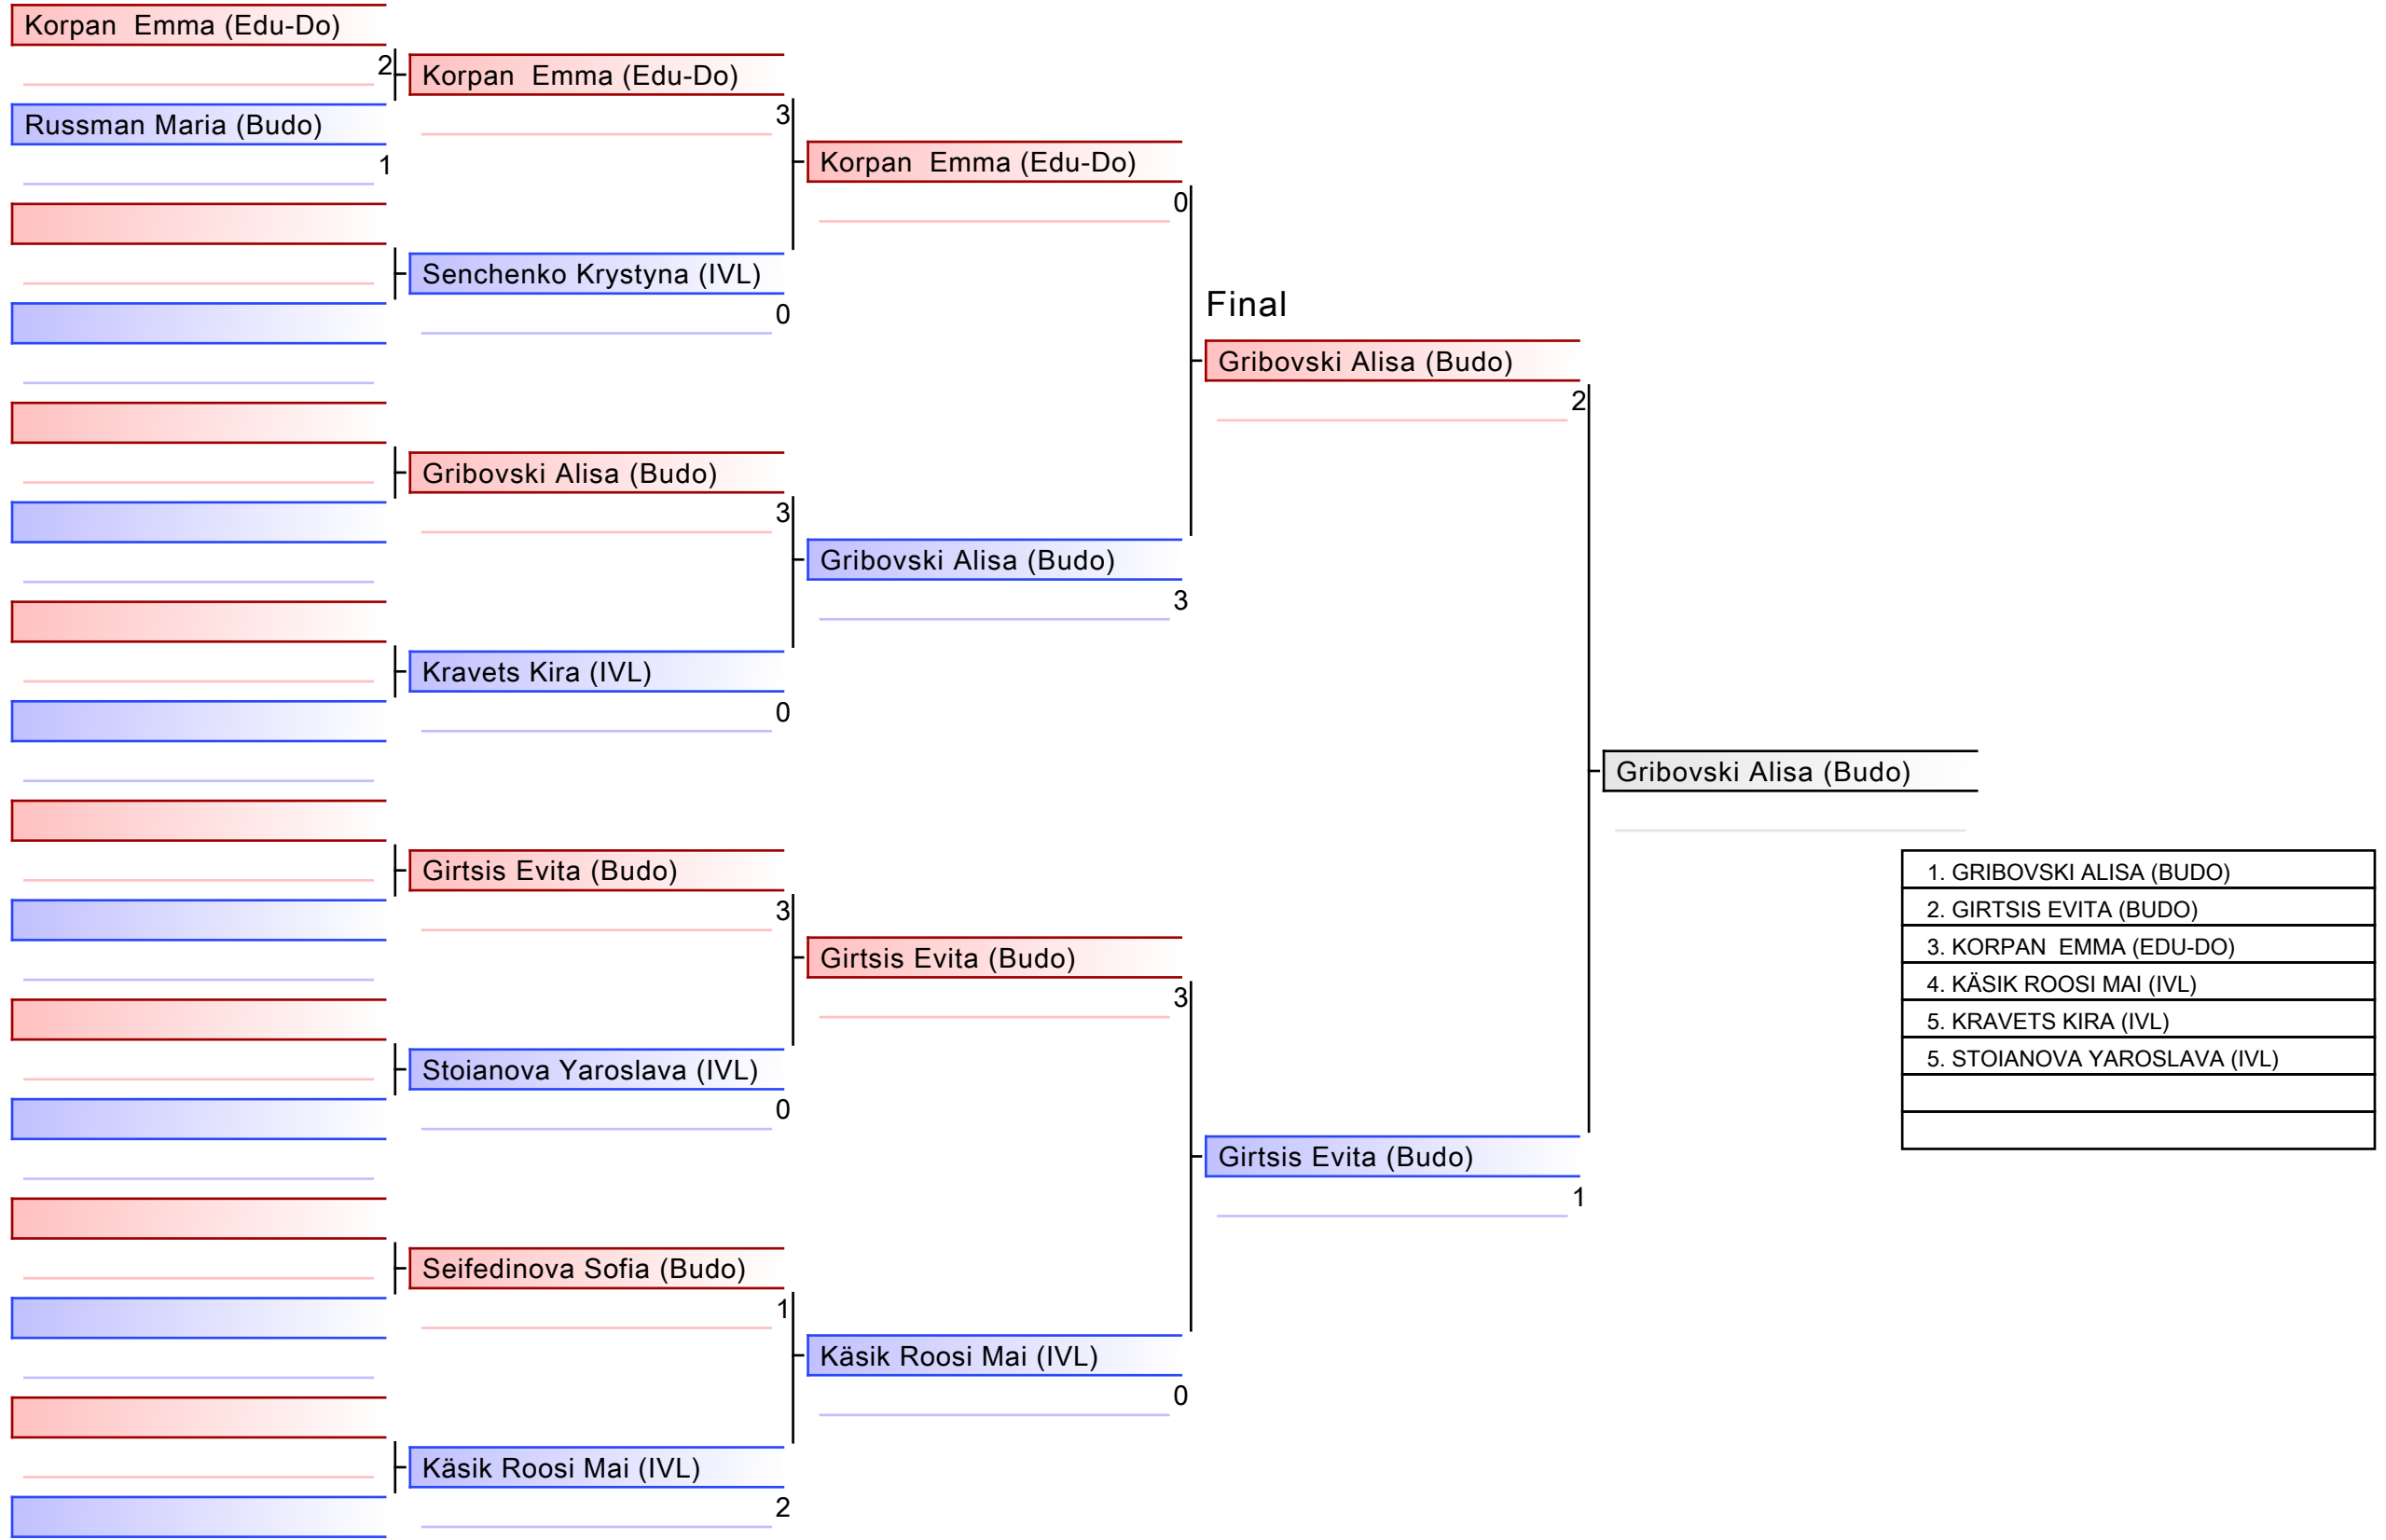 Korpan  Emma (Edu-Do)
2
Russman Maria (Budo)
1
Korpan  Emma (Edu-Do)
3
Senchenko Krystyna (IVL)
0
Gribovski Alisa (Budo)
3
Kravets Kira (IVL)
0
Girtsis Evita (Budo)
3
Stoianova Yaroslava (IVL)
0
Seifedinova Sofia (Budo)
1
Käsik Roosi Mai (IVL)
2
Korpan  Emma (Edu-Do)
0
Gribovski Alisa (Budo)
3
Girtsis Evita (Budo)
3
Käsik Roosi Mai (IVL)
0
Final
Gribovski Alisa (Budo)
2
Girtsis Evita (Budo)
1
Gribovski Alisa (Budo)
1. GRIBOVSKI ALISA (BUDO)
2. GIRTSIS EVITA (BUDO)
3. KORPAN  EMMA (EDU-DO)
4. KÄSIK ROOSI MAI (IVL)
5. KRAVETS KIRA (IVL)
5. STOIANOVA YAROSLAVA (IVL)